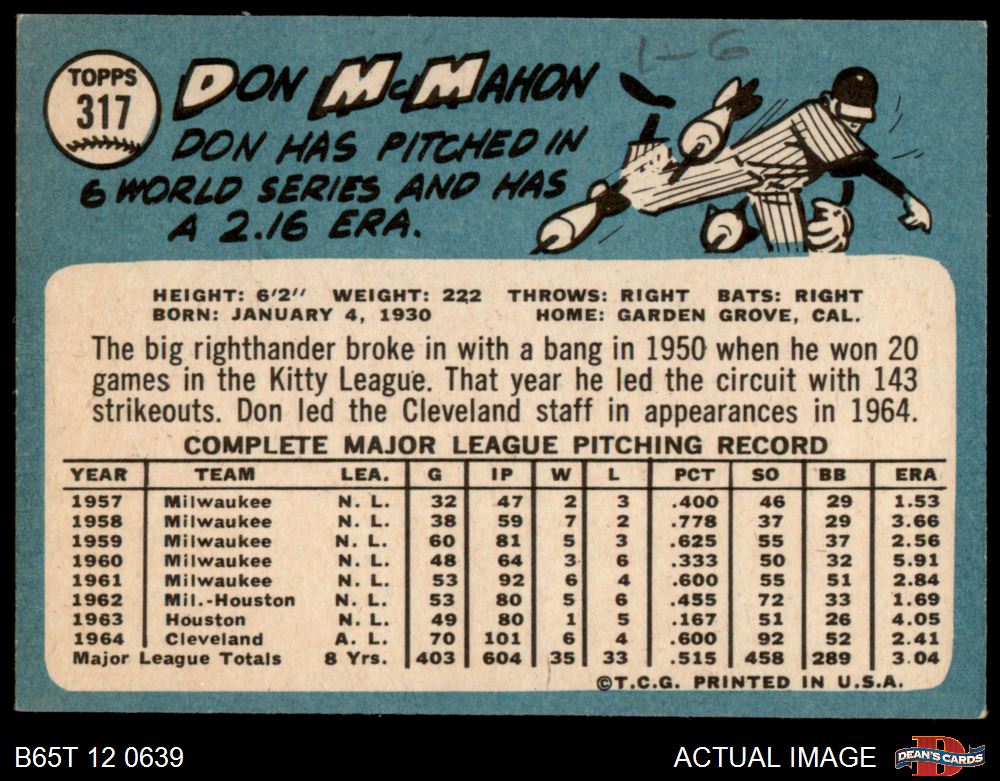 1-6
TOPPS
317
DON McMAHON
DON HAS PITCHED IN
6 WORLD SERIES AND HAS
A 2.16 ERA.
HEIGHT: 6'2" WEIGHT: 222 THROWS: RIGHT BATS: RIGHT
BORN: JANUARY 4, 1930 HOME: GARDEN GROVE, CAL.
The big righthander broke in with a bang in 1950 when he won 20
games in the Kitty League. That year he led the circuit with 143
strikeouts. Don led the Cleveland staff in appearances in 1964.
COMPLETE MAJOR LEAGUE PITCHING RECORD
YEAR TEAM LEA. G IP W L PCT SO BB ERA
1957 Milwaukee N. L. 32 47 2 3 .400 46 29 1.53
1958 Milwaukee N. L. 38 59 7 2 .778 37 29 3.66
1959 Milwaukee N. L. 60 81 5 3 .625 55 37 2.56
1960 Milwaukee N. L. 48 64 3 6 .333 50 32 5.91
1961 Milwaukee N. L. 53 92 6 4 .600 55 51 2.84
1962 Mil.-Houston N. L. 53 80 5 6 .455 72 33 1.69
1963 Houston N. L. 49 80 1 5 .167 51 26 4.05
1964 Cleveland A. L. 70 101 6 4 .600 92 52 2.41
Major League Totals 8 Yrs. 403 604 35 33 .515 458 289 3.04
©T.C.G. PRINTED IN U.S.A.
B65T 12 0639 ACTUAL IMAGE
DEAN'S CARDS